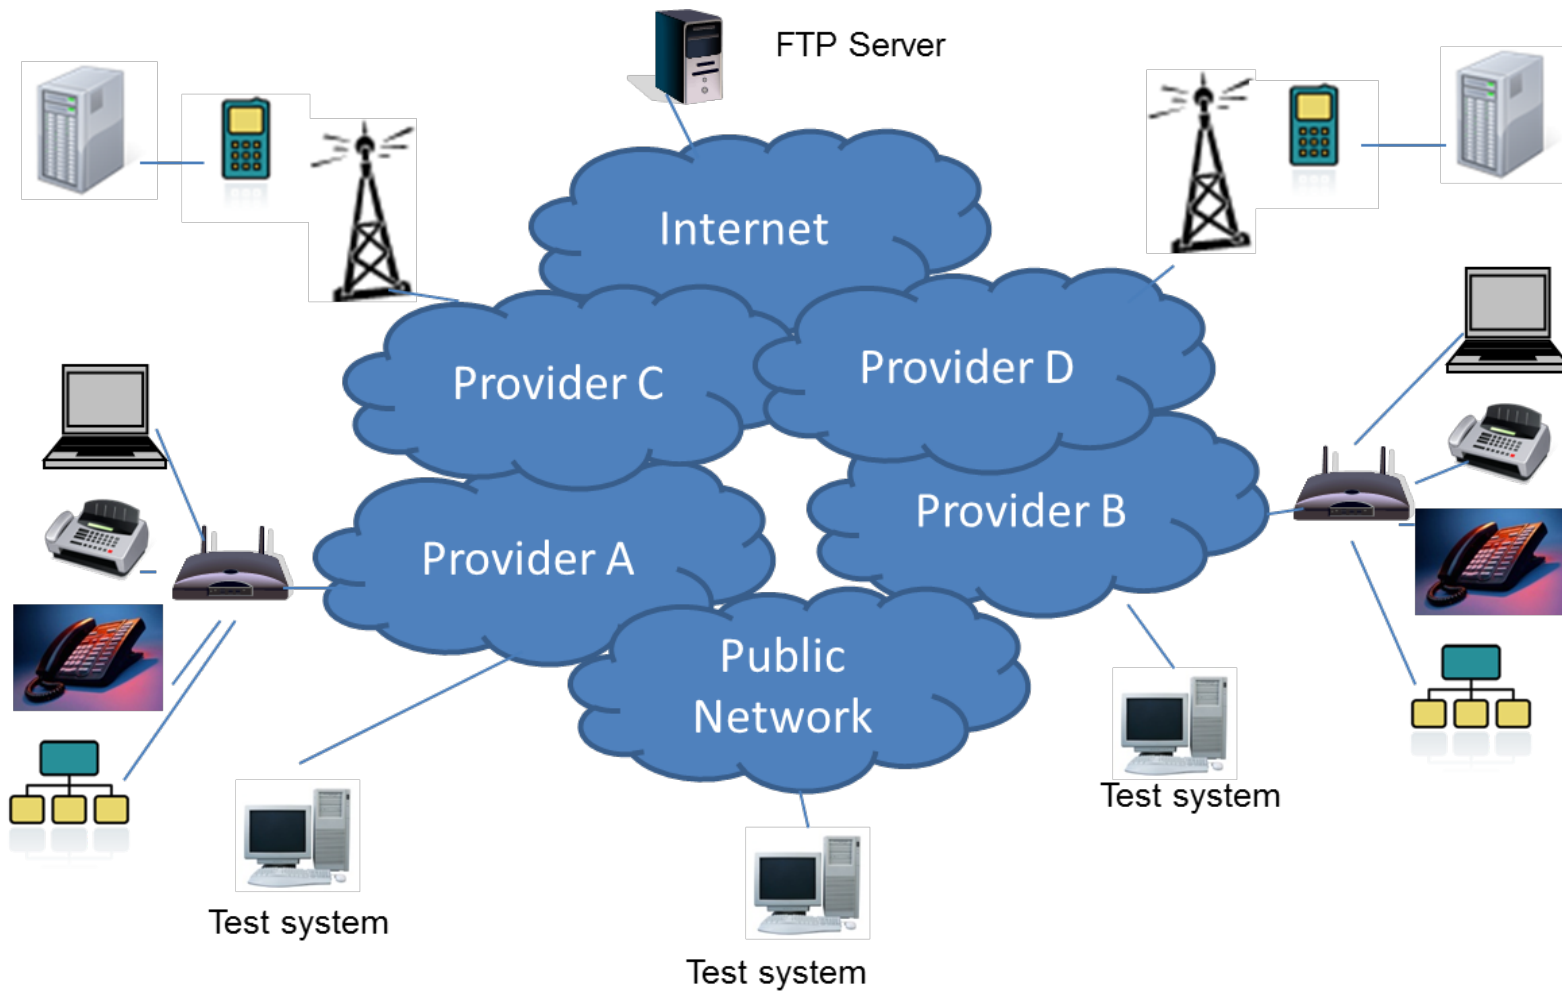 FTP Server
Internet
Provider C
Provider D
Provider B
Provider A
Public
Network
Test system
Test system
Test system